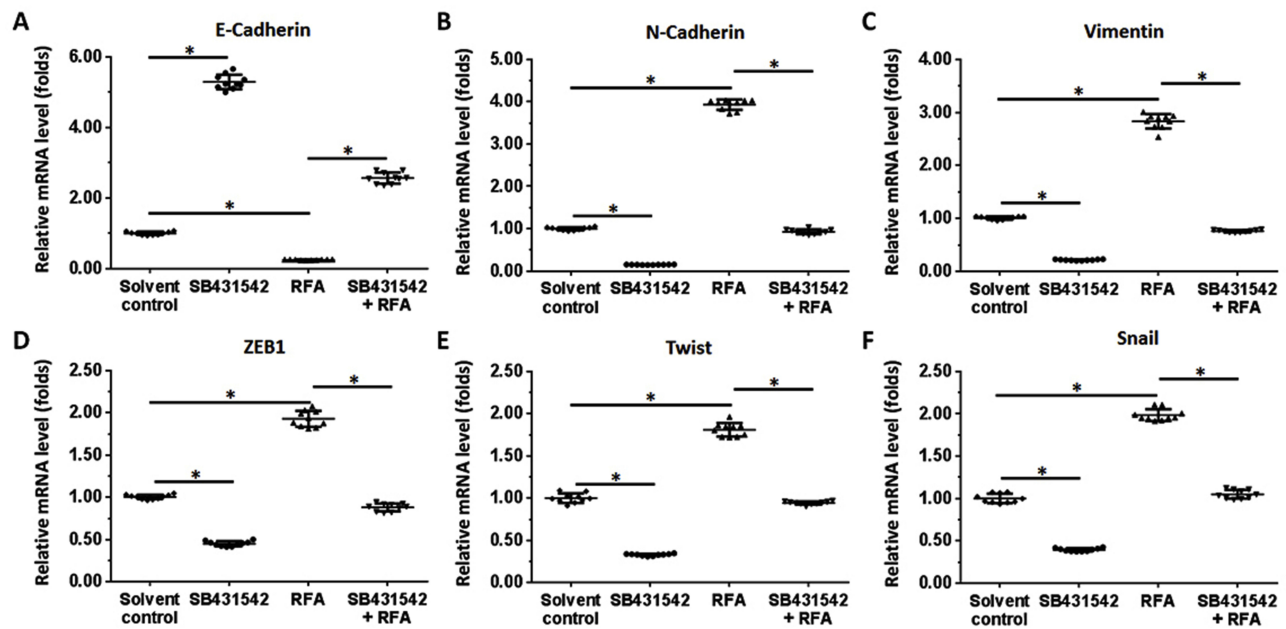 A
E-Cadherin
Relative mRNA level (folds)
6.00
4.00
2.00
0.00
*
*
*
Solvent control
SB431542
RFA
SB431542 + RFA
B
N-Cadherin
Relative mRNA level (folds)
5.00
4.00
3.00
2.00
1.00
0.00
*
*
*
Solvent control
SB431542
RFA
SB431542 + RFA
C
Vimentin
Relative mRNA level (folds)
4.00
3.00
2.00
1.00
0.00
*
*
*
Solvent control
SB431542
RFA
SB431542 + RFA
D
ZEB1
Relative mRNA level (folds)
2.50
2.00
1.50
1.00
0.50
0.00
*
*
*
Solvent control
SB431542
RFA
SB431542 + RFA
E
Twist
Relative mRNA level (folds)
2.50
2.00
1.50
1.00
0.50
0.00
*
*
*
Solvent control
SB431542
RFA
SB431542 + RFA
F
Snail
Relative mRNA level (folds)
2.50
2.00
1.50
1.00
0.50
0.00
*
*
*
Solvent control
SB431542
RFA
SB431542 + RFA